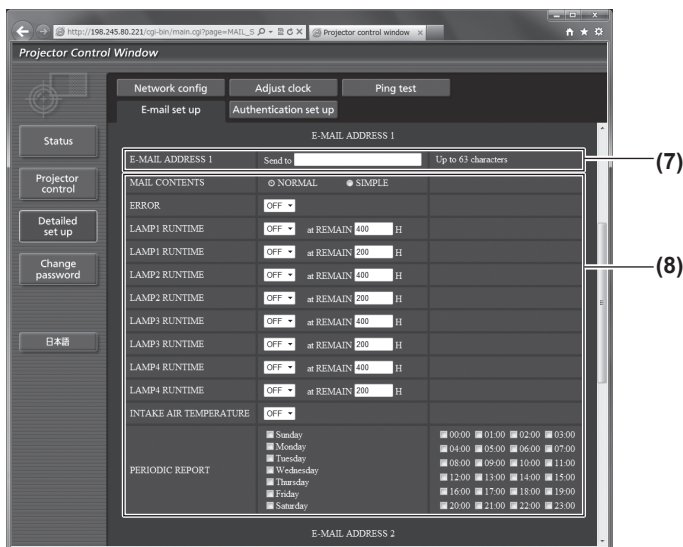 http://198.245.80.221/cgi-bin/main.cgi?page=MAIL_S
Projector control window
Projector Control Window
Network config Adjust clock Ping test
E-mail set up Authentication set up
Status
Projector control
Detailed set up
Change password
日本語
E-MAIL ADDRESS 1
E-MAIL ADDRESS 1 Send to Up to 63 characters
(7)
MAIL CONTENTS NORMAL SIMPLE
ERROR OFF
LAMP1 RUNTIME OFF at REMAIN 400 H
LAMP1 RUNTIME OFF at REMAIN 200 H
LAMP2 RUNTIME OFF at REMAIN 400 H
(8)
LAMP2 RUNTIME OFF at REMAIN 200 H
LAMP3 RUNTIME OFF at REMAIN 400 H
LAMP3 RUNTIME OFF at REMAIN 200 H
LAMP4 RUNTIME OFF at REMAIN 400 H
LAMP4 RUNTIME OFF at REMAIN 200 H
INTAKE AIR TEMPERATURE OFF
PERIODIC REPORT
Sunday
Monday
Tuesday
Wednesday
Thursday
Friday
Saturday
00:00 01:00 02:00 03:00
04:00 05:00 06:00 07:00
08:00 09:00 10:00 11:00
12:00 13:00 14:00 15:00
16:00 17:00 18:00 19:00
20:00 21:00 22:00 23:00
E-MAIL ADDRESS 2